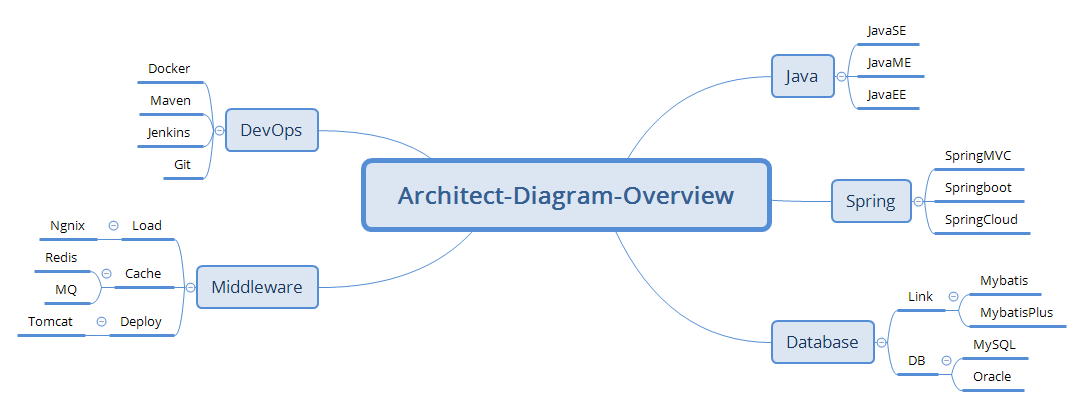 Architect-Diagram-Overview
Java
JavaSE
JavaME
JavaEE
Spring
SpringMVC
Springboot
SpringCloud
Database
Link
Mybatis
MybatisPlus
DB
MySQL
Oracle
DevOps
Docker
Maven
Jenkins
Git
Middleware
Load
Ngnix
Cache
Redis
MQ
Deploy
Tomcat